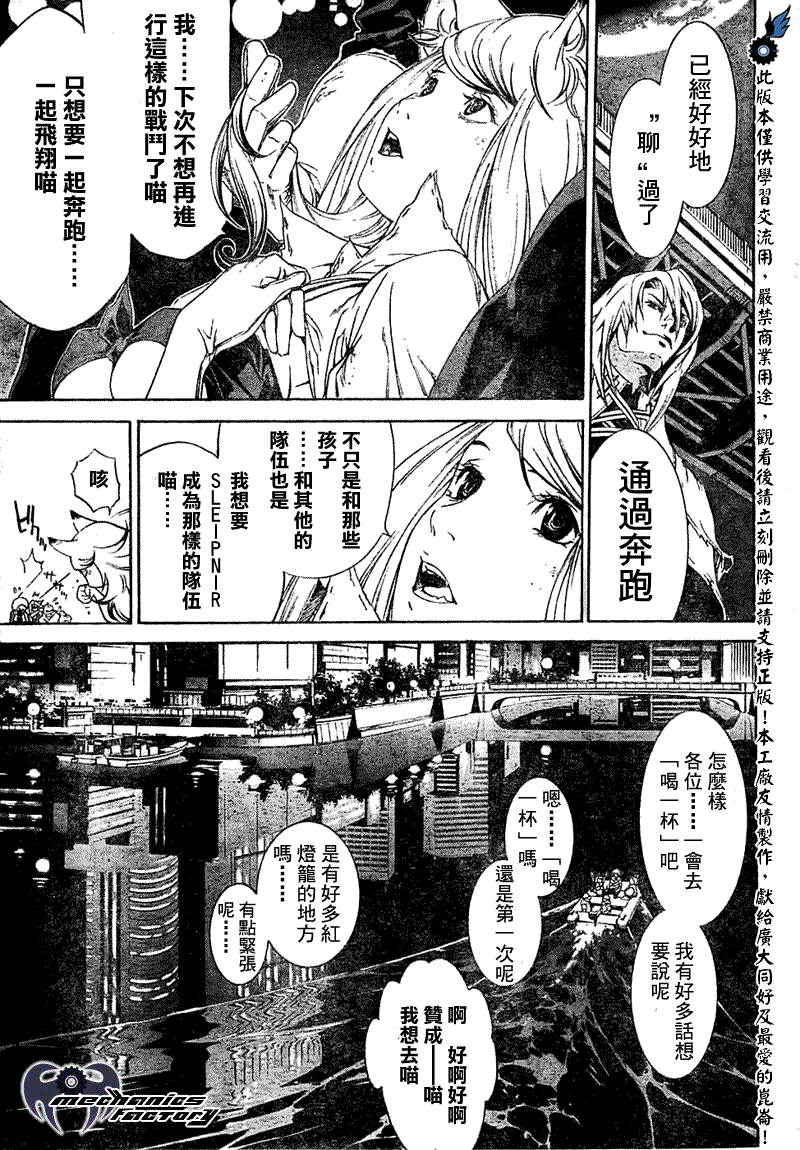 已經好好地
”聊“過了
通過奔跑
我……下次不想再進
行這樣的戰鬥了喵
只想要一起奔跑……
一起飛翔喵
不只是和那些
孩子
……和其他的
隊伍也是
我想要
SLEIPNIR
成為那樣的隊伍
喵……
咳
怎麼樣
各位……一會去
「喝一杯」吧
我有好多話想
要說呢
嗯……「喝
一杯」嗎
還是第一次呢
是有好多紅
燈籠的地方
嗎……
有點緊張
呢……
啊 好啊好啊
贊成——喵
我想去喵
此版本僅供學習交流用，嚴禁商業用途，觀看後請立刻刪除並請支持正版！本工廠友情製作，獻給廣大同好及最愛的崑崙！
mechanics
factory